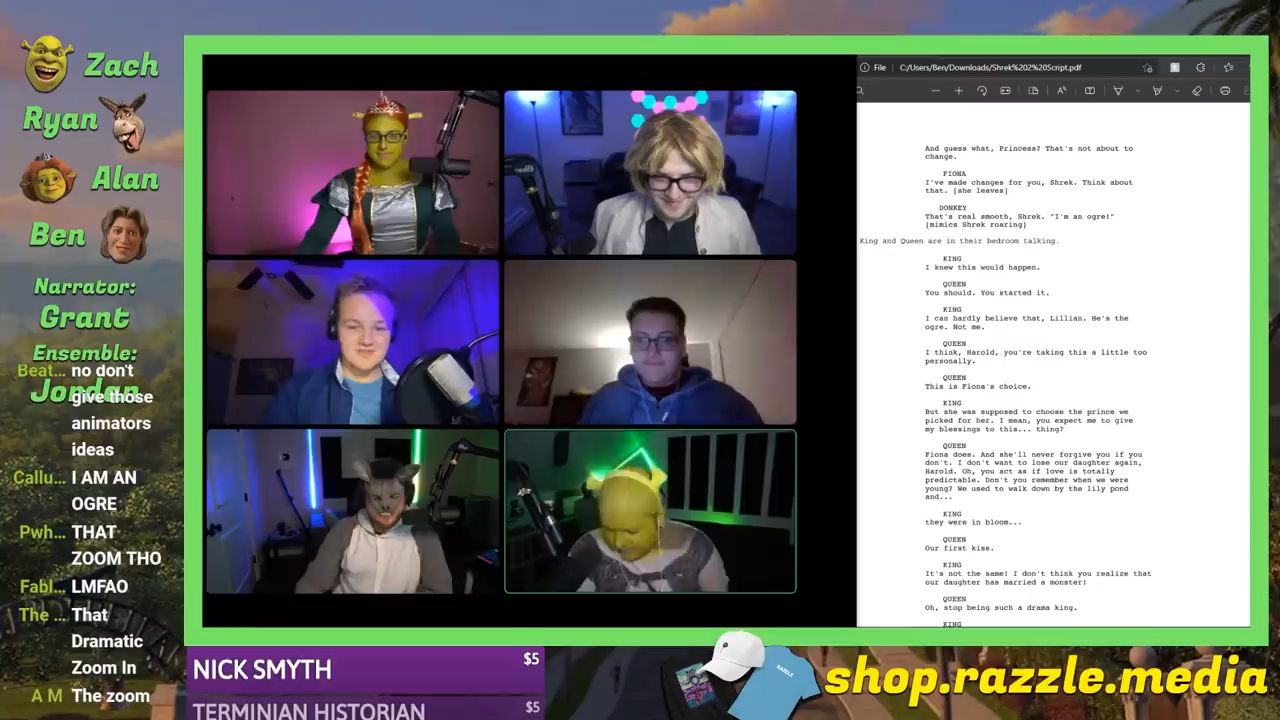 Zach
Ryan
Alan
Ben
Narrator:
Grant
Ensemble:
Jordan
Beat... no don't
give those
animators
ideas
Callu... I AM AN
OGRE
Pwh... THAT
ZOOM THO
Fabl... LMFAO
The ... That
Dramatic
Zoom In
A M The zoom
File C:/Users/Ben/Downloads/Shrek%202%20Script.pdf
And guess what, Princess? That's not about to
change.
FIONA
I've made changes for you, Shrek. Think about
that. [she leaves]
DONKEY
That's real smooth, Shrek. "I'm an ogre!"
[mimics Shrek roaring]
King and Queen are in their bedroom talking.
KING
I knew this would happen.
QUEEN
You should. You started it.
KING
I can hardly believe that, Lillian. He's the
ogre. Not me.
QUEEN
I think, Harold, you're taking this a little too
personally.
QUEEN
This is Fiona's choice.
KING
But she was supposed to choose the prince we
picked for her. I mean, you expect me to give
my blessings to this... thing?
QUEEN
Fiona does. And she'll never forgive you if you
don't. I don't want to lose our daughter again,
Harold. Oh, you act as if love is totally
predictable. Don't you remember when we were
young? We used to walk down by the lily pond
and...
KING
they were in bloom...
QUEEN
Our first kiss.
KING
It's not the same! I don't think you realize that
our daughter has married a monster!
QUEEN
Oh, stop being such a drama king.
KING
NICK SMYTH $5
TERMINIAN HISTORIAN $5
RAZZLE
shop.razzle.media